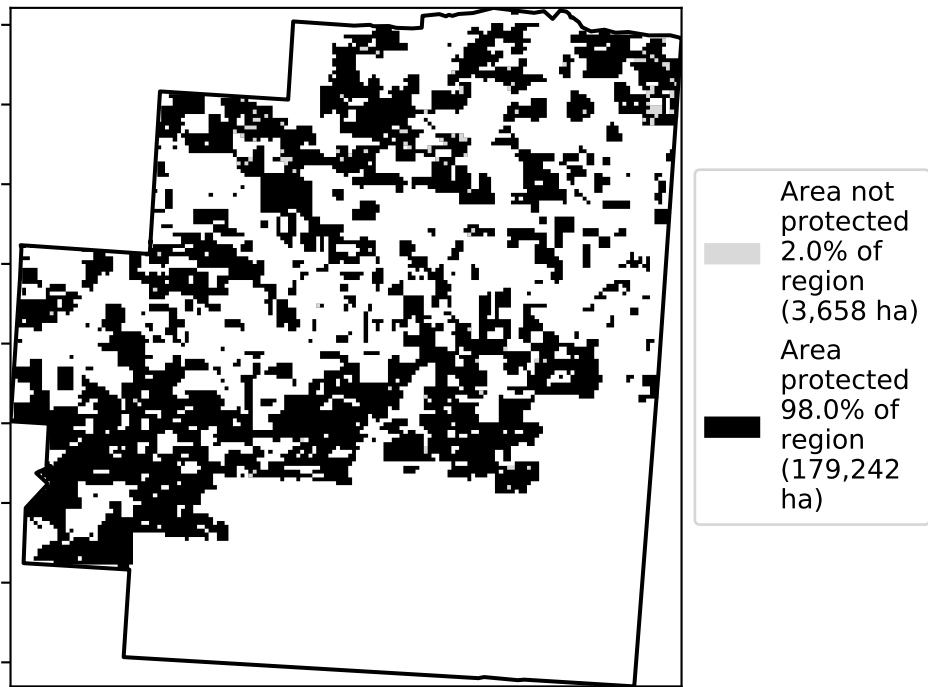 Area not
protected
2.0% of
region
(3,658 ha)
Area
protected
98.0% of
region
(179,242
ha)